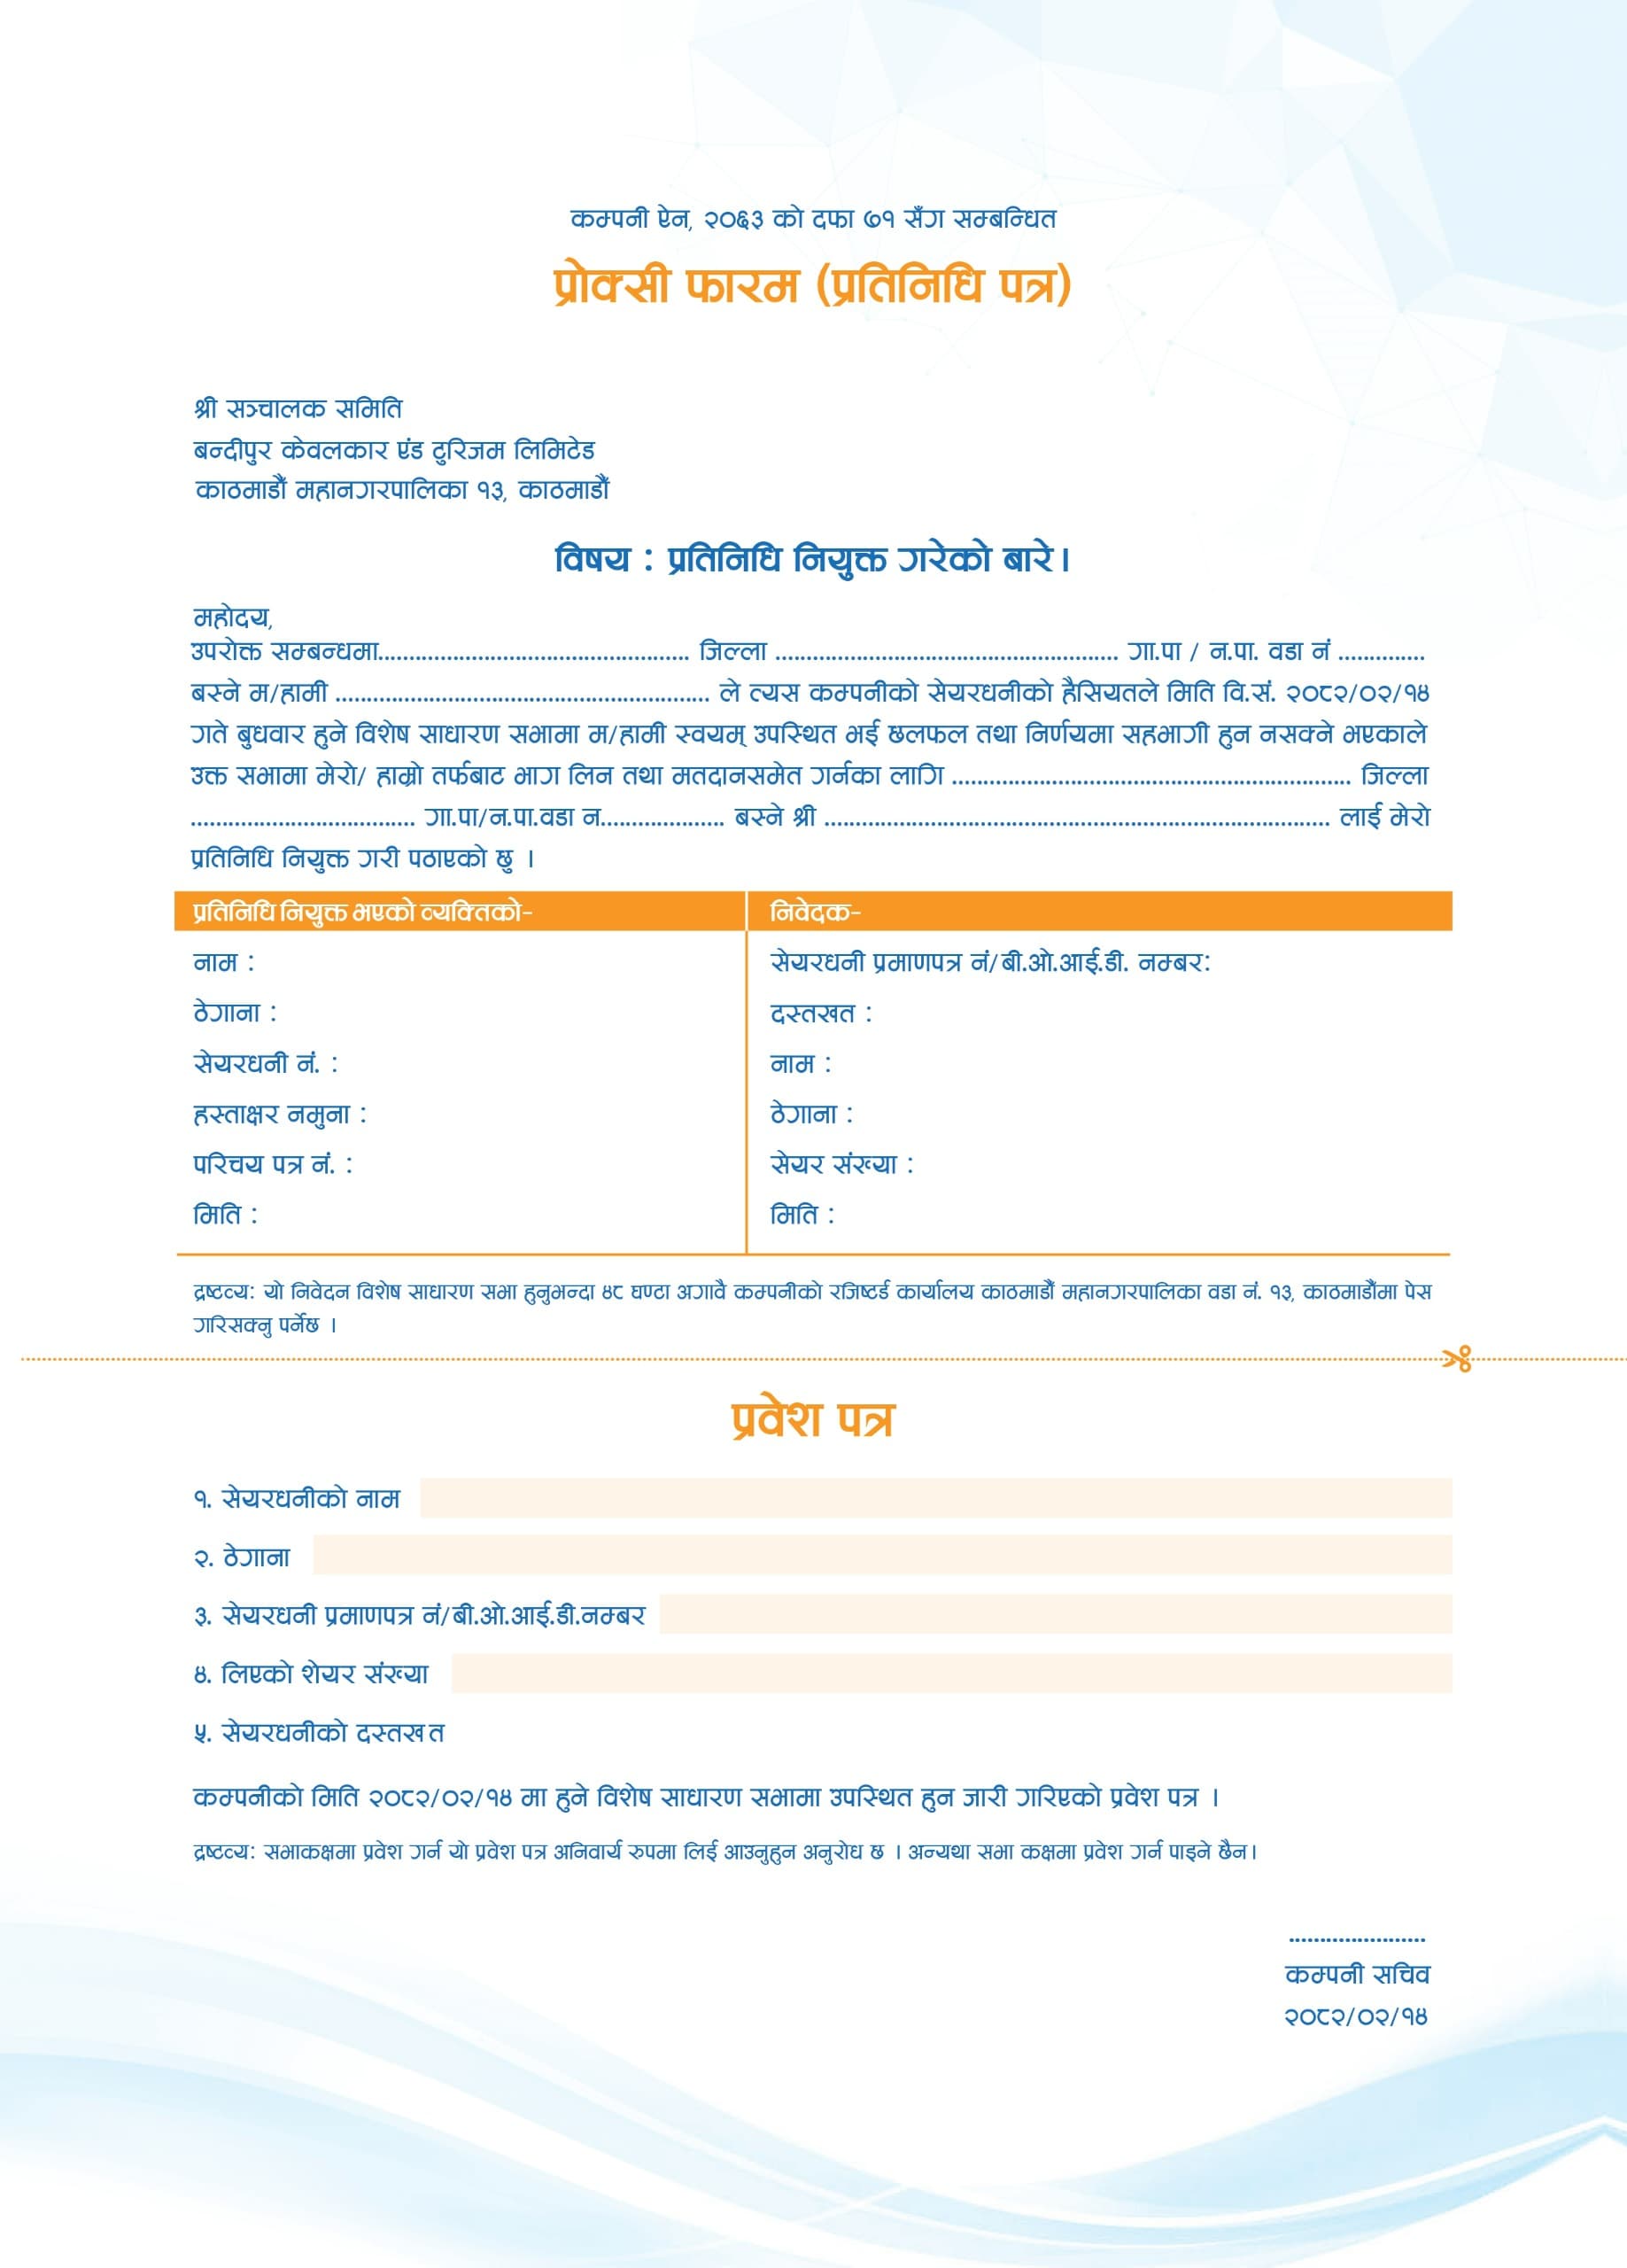 कम्पनी ऐन, २०६३ को दफा ७१ सँग सम्बन्धित
प्रोक्सी फारम (प्रतिनिधि पत्र)
श्री सञ्चालक समिति
बन्दीपुर केवलकार एंड टुरिजम लिमिटेड
काठमाडौं महानगरपालिका १३, काठमाडौं
विषय : प्रतिनिधि नियुक्त गरेको बारे।
महोदय,
उपरोक्त सम्बन्धमा.................................................. जिल्ला ....................................................... गा.पा / न.पा. वडा नं ..............
बस्ने म/हामी ............................................................ ले त्यस कम्पनीको सेयरधनीको हैसियतले मिति वि.सं. २०८२/०२/१४
गते बुधवार हुने विशेष साधारण सभामा म/हामी स्वयम् उपस्थित भई छलफल तथा निर्णयमा सहभागी हुन नसक्ने भएकाले
उक्त सभामा मेरो/ हाम्रो तर्फबाट भाग लिन तथा मतदानसमेत गर्नका लागि ................................................................ जिल्ला
.................................... गा.पा/न.पा.वडा न.................... बस्ने श्री ................................................................................. लाई मेरो
प्रतिनिधि नियुक्त गरी पठाएको छु ।
प्रतिनिधि नियुक्त भएको व्यक्तिको-
नाम :
ठेगाना :
सेयरधनी नं. :
हस्ताक्षर नमुना :
परिचय पत्र नं. :
मिति :
निवेदक-
सेयरधनी प्रमाणपत्र नं/बी.ओ.आई.डी. नम्बर:
दस्तखत :
नाम :
ठेगाना :
सेयर संख्या :
मिति :
द्रष्टव्य: यो निवेदन विशेष साधारण सभा हुनुभन्दा ४८ घण्टा अगावै कम्पनीको रजिष्टर्ड कार्यालय काठमाडौं महानगरपालिका वडा नं. १३, काठमाडौंमा पेस
गरिसक्नु पर्नेछ ।
प्रवेश पत्र
१. सेयरधनीको नाम
२. ठेगाना
३. सेयरधनी प्रमाणपत्र नं/बी.ओ.आई.डी.नम्बर
४. लिएको शेयर संख्या
५. सेयरधनीको दस्तखत
कम्पनीको मिति २०८२/०२/१४ मा हुने विशेष साधारण सभामा उपस्थित हुन जारी गरिएको प्रवेश पत्र ।
द्रष्टव्य: सभाकक्षमा प्रवेश गर्न यो प्रवेश पत्र अनिवार्य रुपमा लिई आउनुहुन अनुरोध छ । अन्यथा सभा कक्षमा प्रवेश गर्न पाइने छैन।
......................
कम्पनी सचिव
२०८२/०२/१४